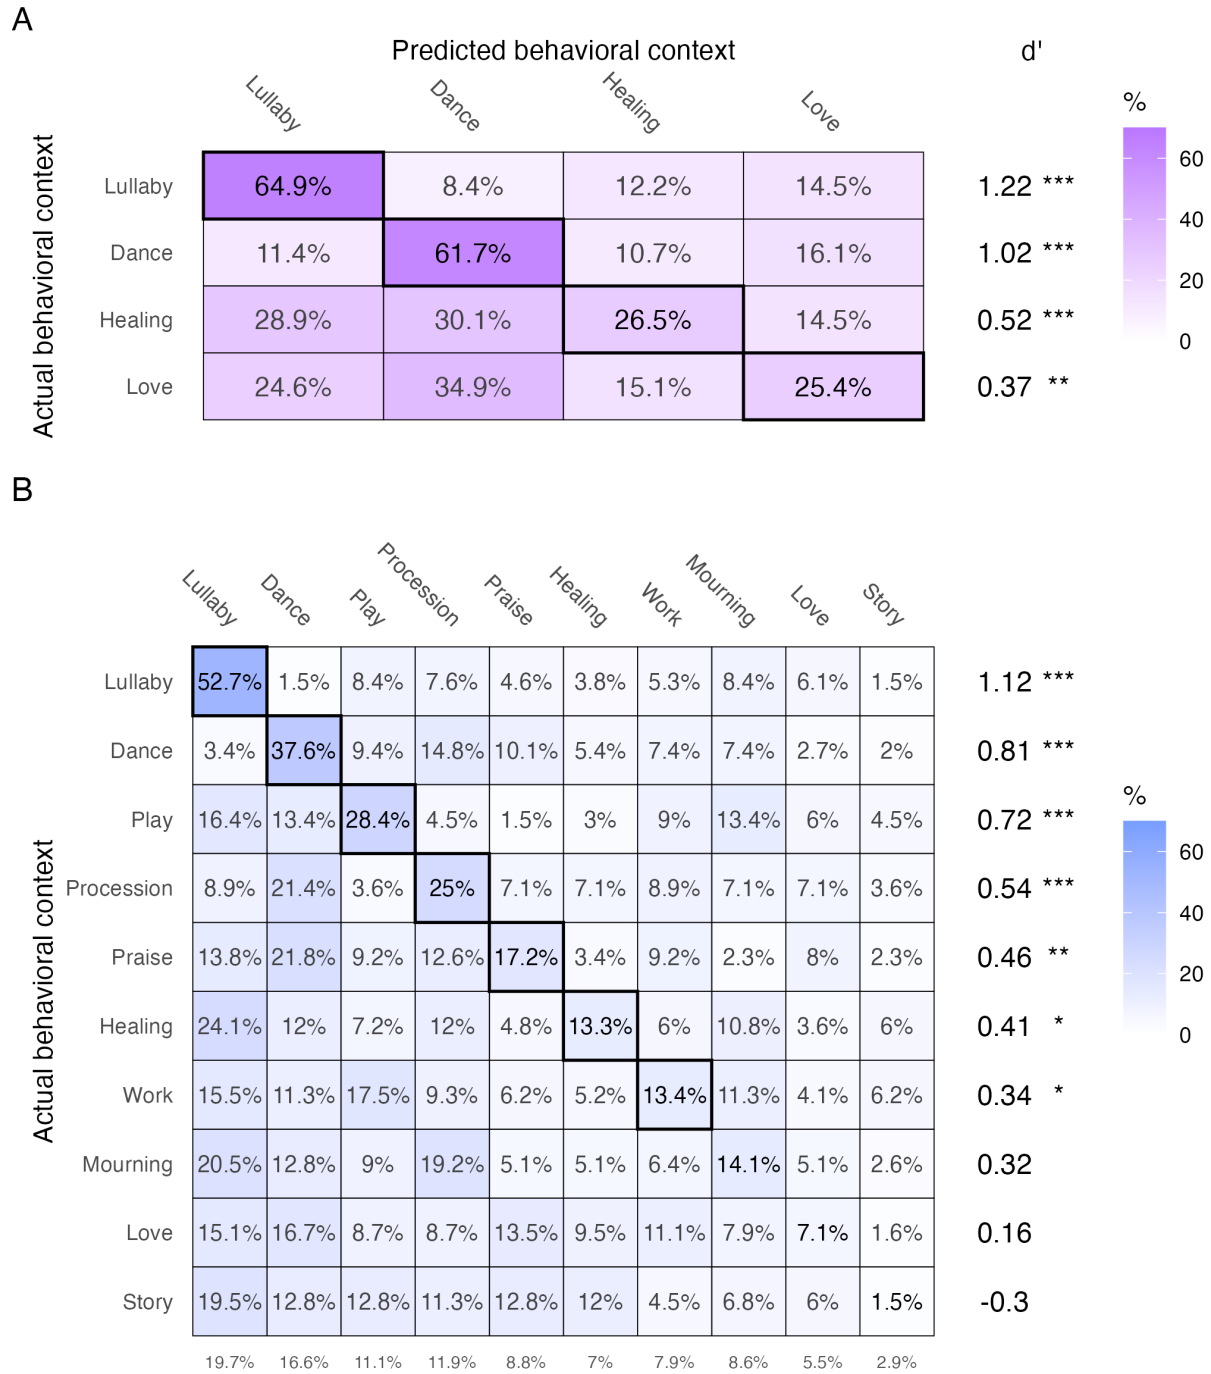 A
Predicted behavioral context d'
Lullaby Dance Healing Love
%
60
40
20
0
Actual behavioral context
Lullaby 64.9% 8.4% 12.2% 14.5% 1.22 ***
Dance 11.4% 61.7% 10.7% 16.1% 1.02 ***
Healing 28.9% 30.1% 26.5% 14.5% 0.52 ***
Love 24.6% 34.9% 15.1% 25.4% 0.37 **
B
Lullaby Dance Play Procession Praise Healing Work Mourning Love Story
Actual behavioral context
Lullaby 52.7% 1.5% 8.4% 7.6% 4.6% 3.8% 5.3% 8.4% 6.1% 1.5% 1.12 ***
Dance 3.4% 37.6% 9.4% 14.8% 10.1% 5.4% 7.4% 7.4% 2.7% 2% 0.81 ***
Play 16.4% 13.4% 28.4% 4.5% 1.5% 3% 9% 13.4% 6% 4.5% 0.72 ***
Procession 8.9% 21.4% 3.6% 25% 7.1% 7.1% 8.9% 7.1% 7.1% 3.6% 0.54 ***
Praise 13.8% 21.8% 9.2% 12.6% 17.2% 3.4% 9.2% 2.3% 8% 2.3% 0.46 **
Healing 24.1% 12% 7.2% 12% 4.8% 13.3% 6% 10.8% 3.6% 6% 0.41 *
Work 15.5% 11.3% 17.5% 9.3% 6.2% 5.2% 13.4% 11.3% 4.1% 6.2% 0.34 *
Mourning 20.5% 12.8% 9% 19.2% 5.1% 5.1% 6.4% 14.1% 5.1% 2.6% 0.32
Love 15.1% 16.7% 8.7% 8.7% 13.5% 9.5% 11.1% 7.9% 7.1% 1.6% 0.16
Story 19.5% 12.8% 12.8% 11.3% 12.8% 12% 4.5% 6.8% 6% 1.5% -0.3
19.7% 16.6% 11.1% 11.9% 8.8% 7% 7.9% 8.6% 5.5% 2.9%
%
60
40
20
0